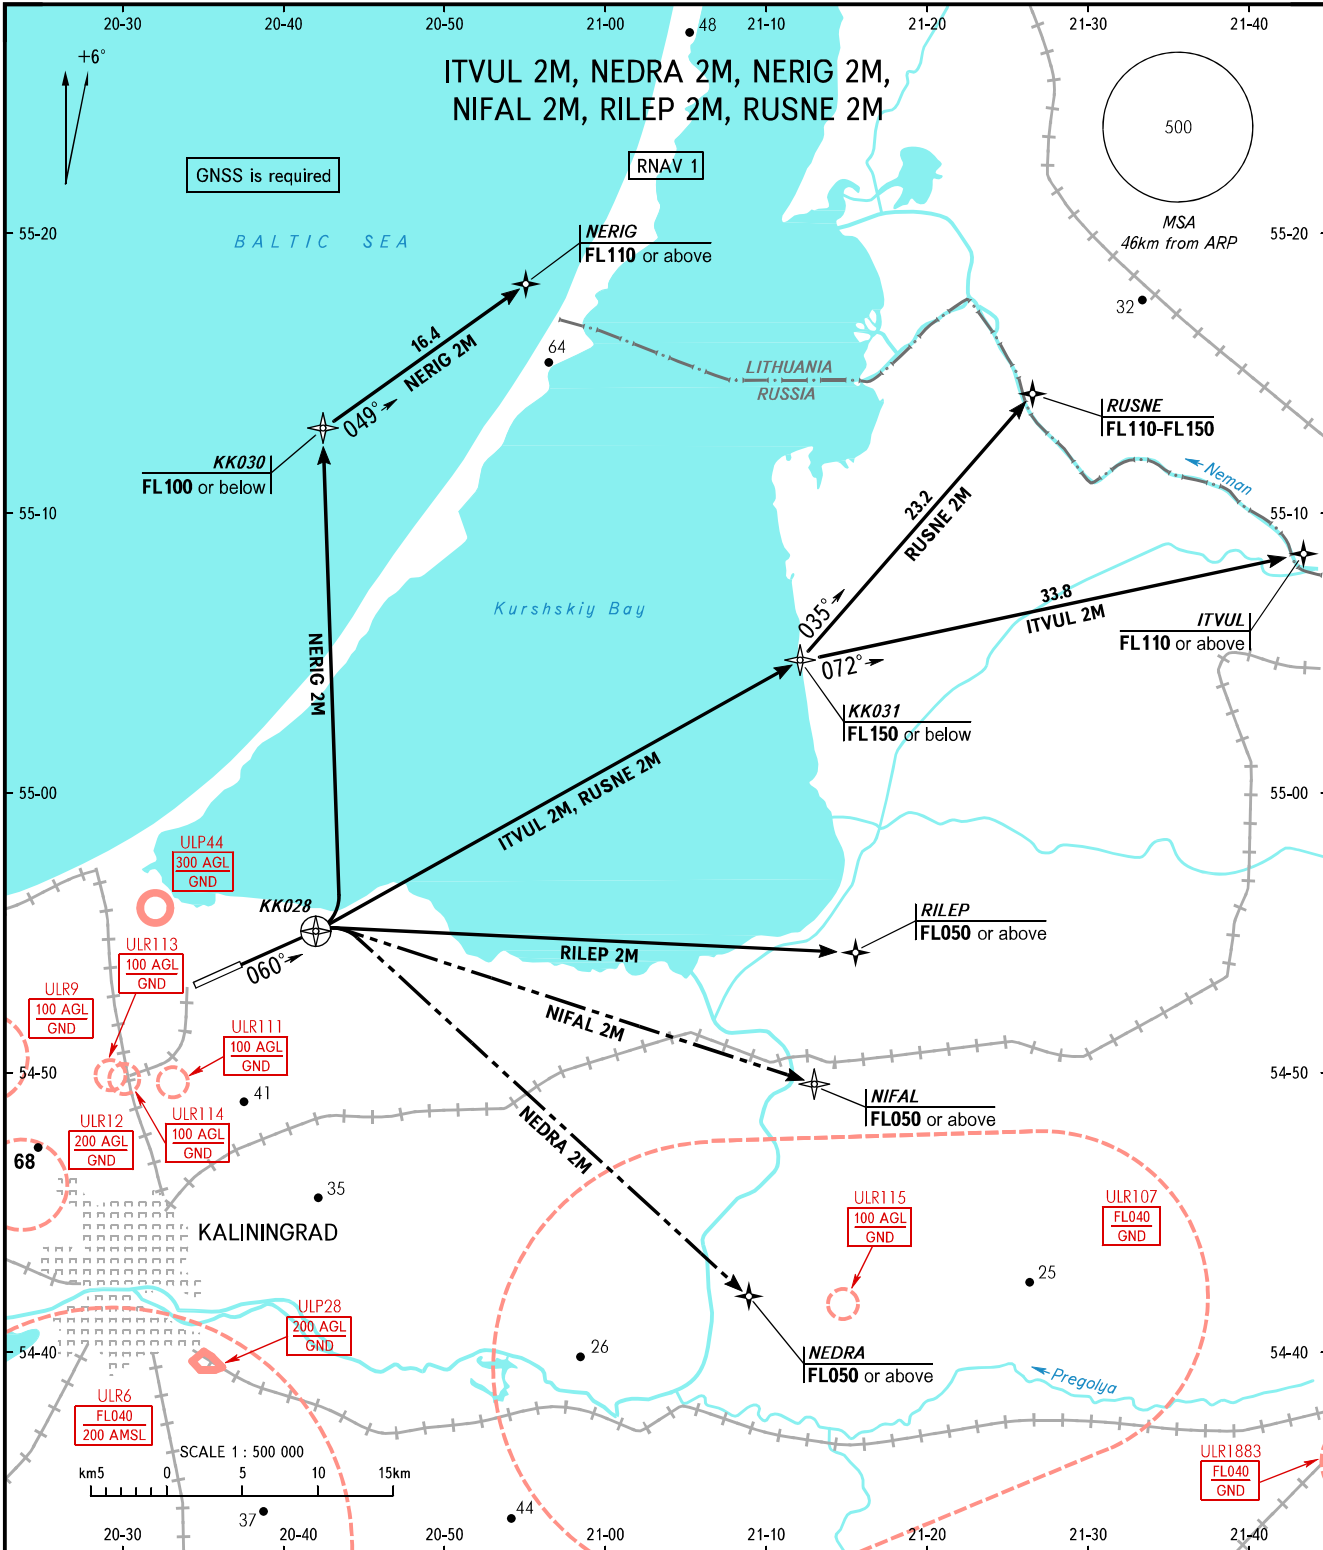 20-30
20-40
21-00
21-10
21-20
21-30
21-40
48
+6°
ITVUL 2M, NEDRA 2M, NERIG 2M,
NIFAL 2M, RILEP 2M, RUSNE 2M
500
GNSS is required
RNAV 1
MSA
46km from ARP
BALTIC SEA
55-20
55-20
NERIG
FL110 or above
32
16.4
NERIG 2M
049°
64
LITHUANIA
RUSSIA
RUSNE
FL110-FL150
KK030
FL100 or below
Neman
55-10
55-10
23.2
RUSNE 2M
Kurshskiy Bay
035°
33.8
ITVUL 2M
ITVUL
FL110 or above
072°
NERIG 2M
KK031
FL150 or below
55-00
55-00
ITVUL 2M, RUSNE 2M
ULP44
300 AGL
GND
KK028
RILEP
FL050 or above
RILEP 2M
060°
ULR113
100 AGL
GND
ULR9
100 AGL
GND
NIFAL 2M
ULR111
100 AGL
GND
54-50
54-50
41
NIFAL
FL050 or above
ULR114
100 AGL
GND
ULR12
200 AGL
GND
NEDRA 2M
68
35
ULR115
100 AGL
GND
ULR107
FL040
GND
KALININGRAD
25
ULP28
200 AGL
GND
26
NEDRA
FL050 or above
54-40
54-40
Pregolya
ULR6
FL040
200 AMSL
SCALE 1 : 500 000
km5 0 5 10 15km
ULR1883
FL040
GND
37
44
20-30
20-40
20-50
21-00
21-10
21-20
21-30
21-40